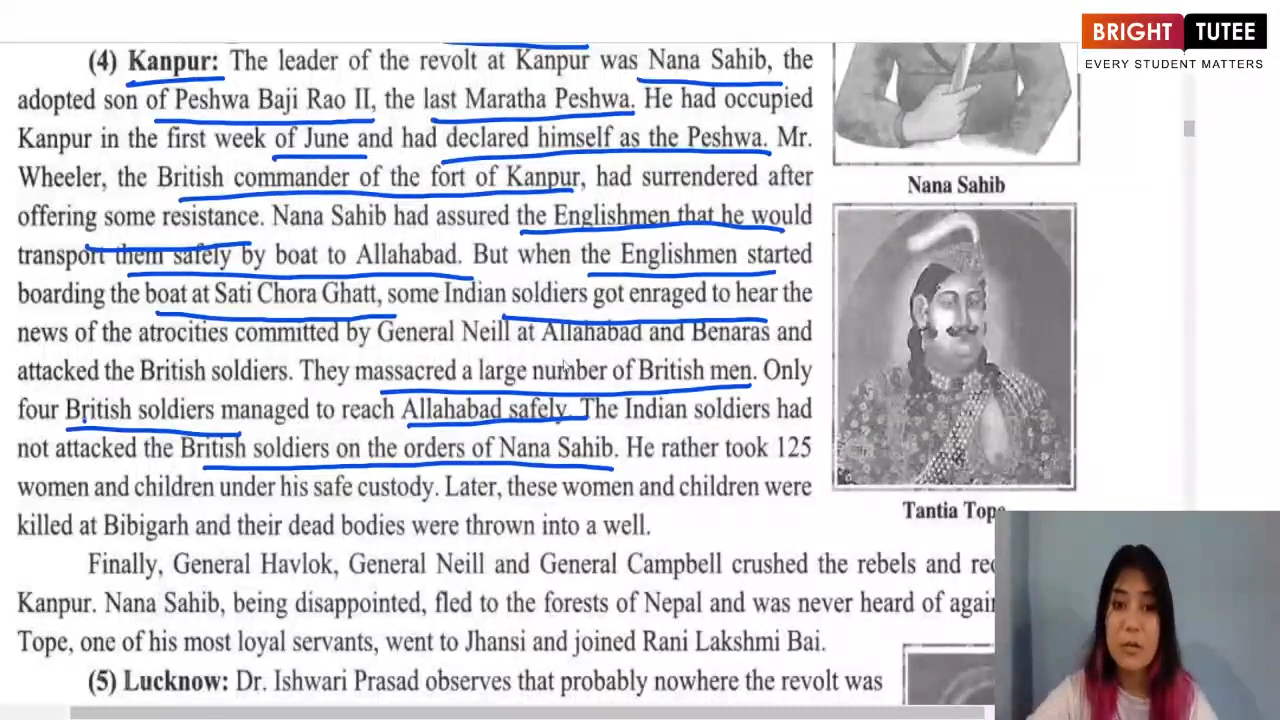 BRIGHT TUTEE
EVERY STUDENT MATTERS
(4) Kanpur: The leader of the revolt at Kanpur was Nana Sahib, the
adopted son of Peshwa Baji Rao II, the last Maratha Peshwa. He had occupied
Kanpur in the first week of June and had declared himself as the Peshwa. Mr.
Wheeler, the British commander of the fort of Kanpur, had surrendered after
offering some resistance. Nana Sahib had assured the Englishmen that he would
transport them safely by boat to Allahabad. But when the Englishmen started
boarding the boat at Sati Chora Ghatt, some Indian soldiers got enraged to hear the
news of the atrocities committed by General Neill at Allahabad and Benaras and
attacked the British soldiers. They massacred a large number of British men. Only
four British soldiers managed to reach Allahabad safely. The Indian soldiers had
not attacked the British soldiers on the orders of Nana Sahib. He rather took 125
women and children under his safe custody. Later, these women and children were
killed at Bibigarh and their dead bodies were thrown into a well.
Finally, General Havlok, General Neill and General Campbell crushed the rebels and
Kanpur. Nana Sahib, being disappointed, fled to the forests of Nepal and was never heard of
Tope, one of his most loyal servants, went to Jhansi and joined Rani Lakshmi Bai.
(5) Lucknow: Dr. Ishwari Prasad observes that probably nowhere the revolt was
Nana Sahib
Tantia Tope